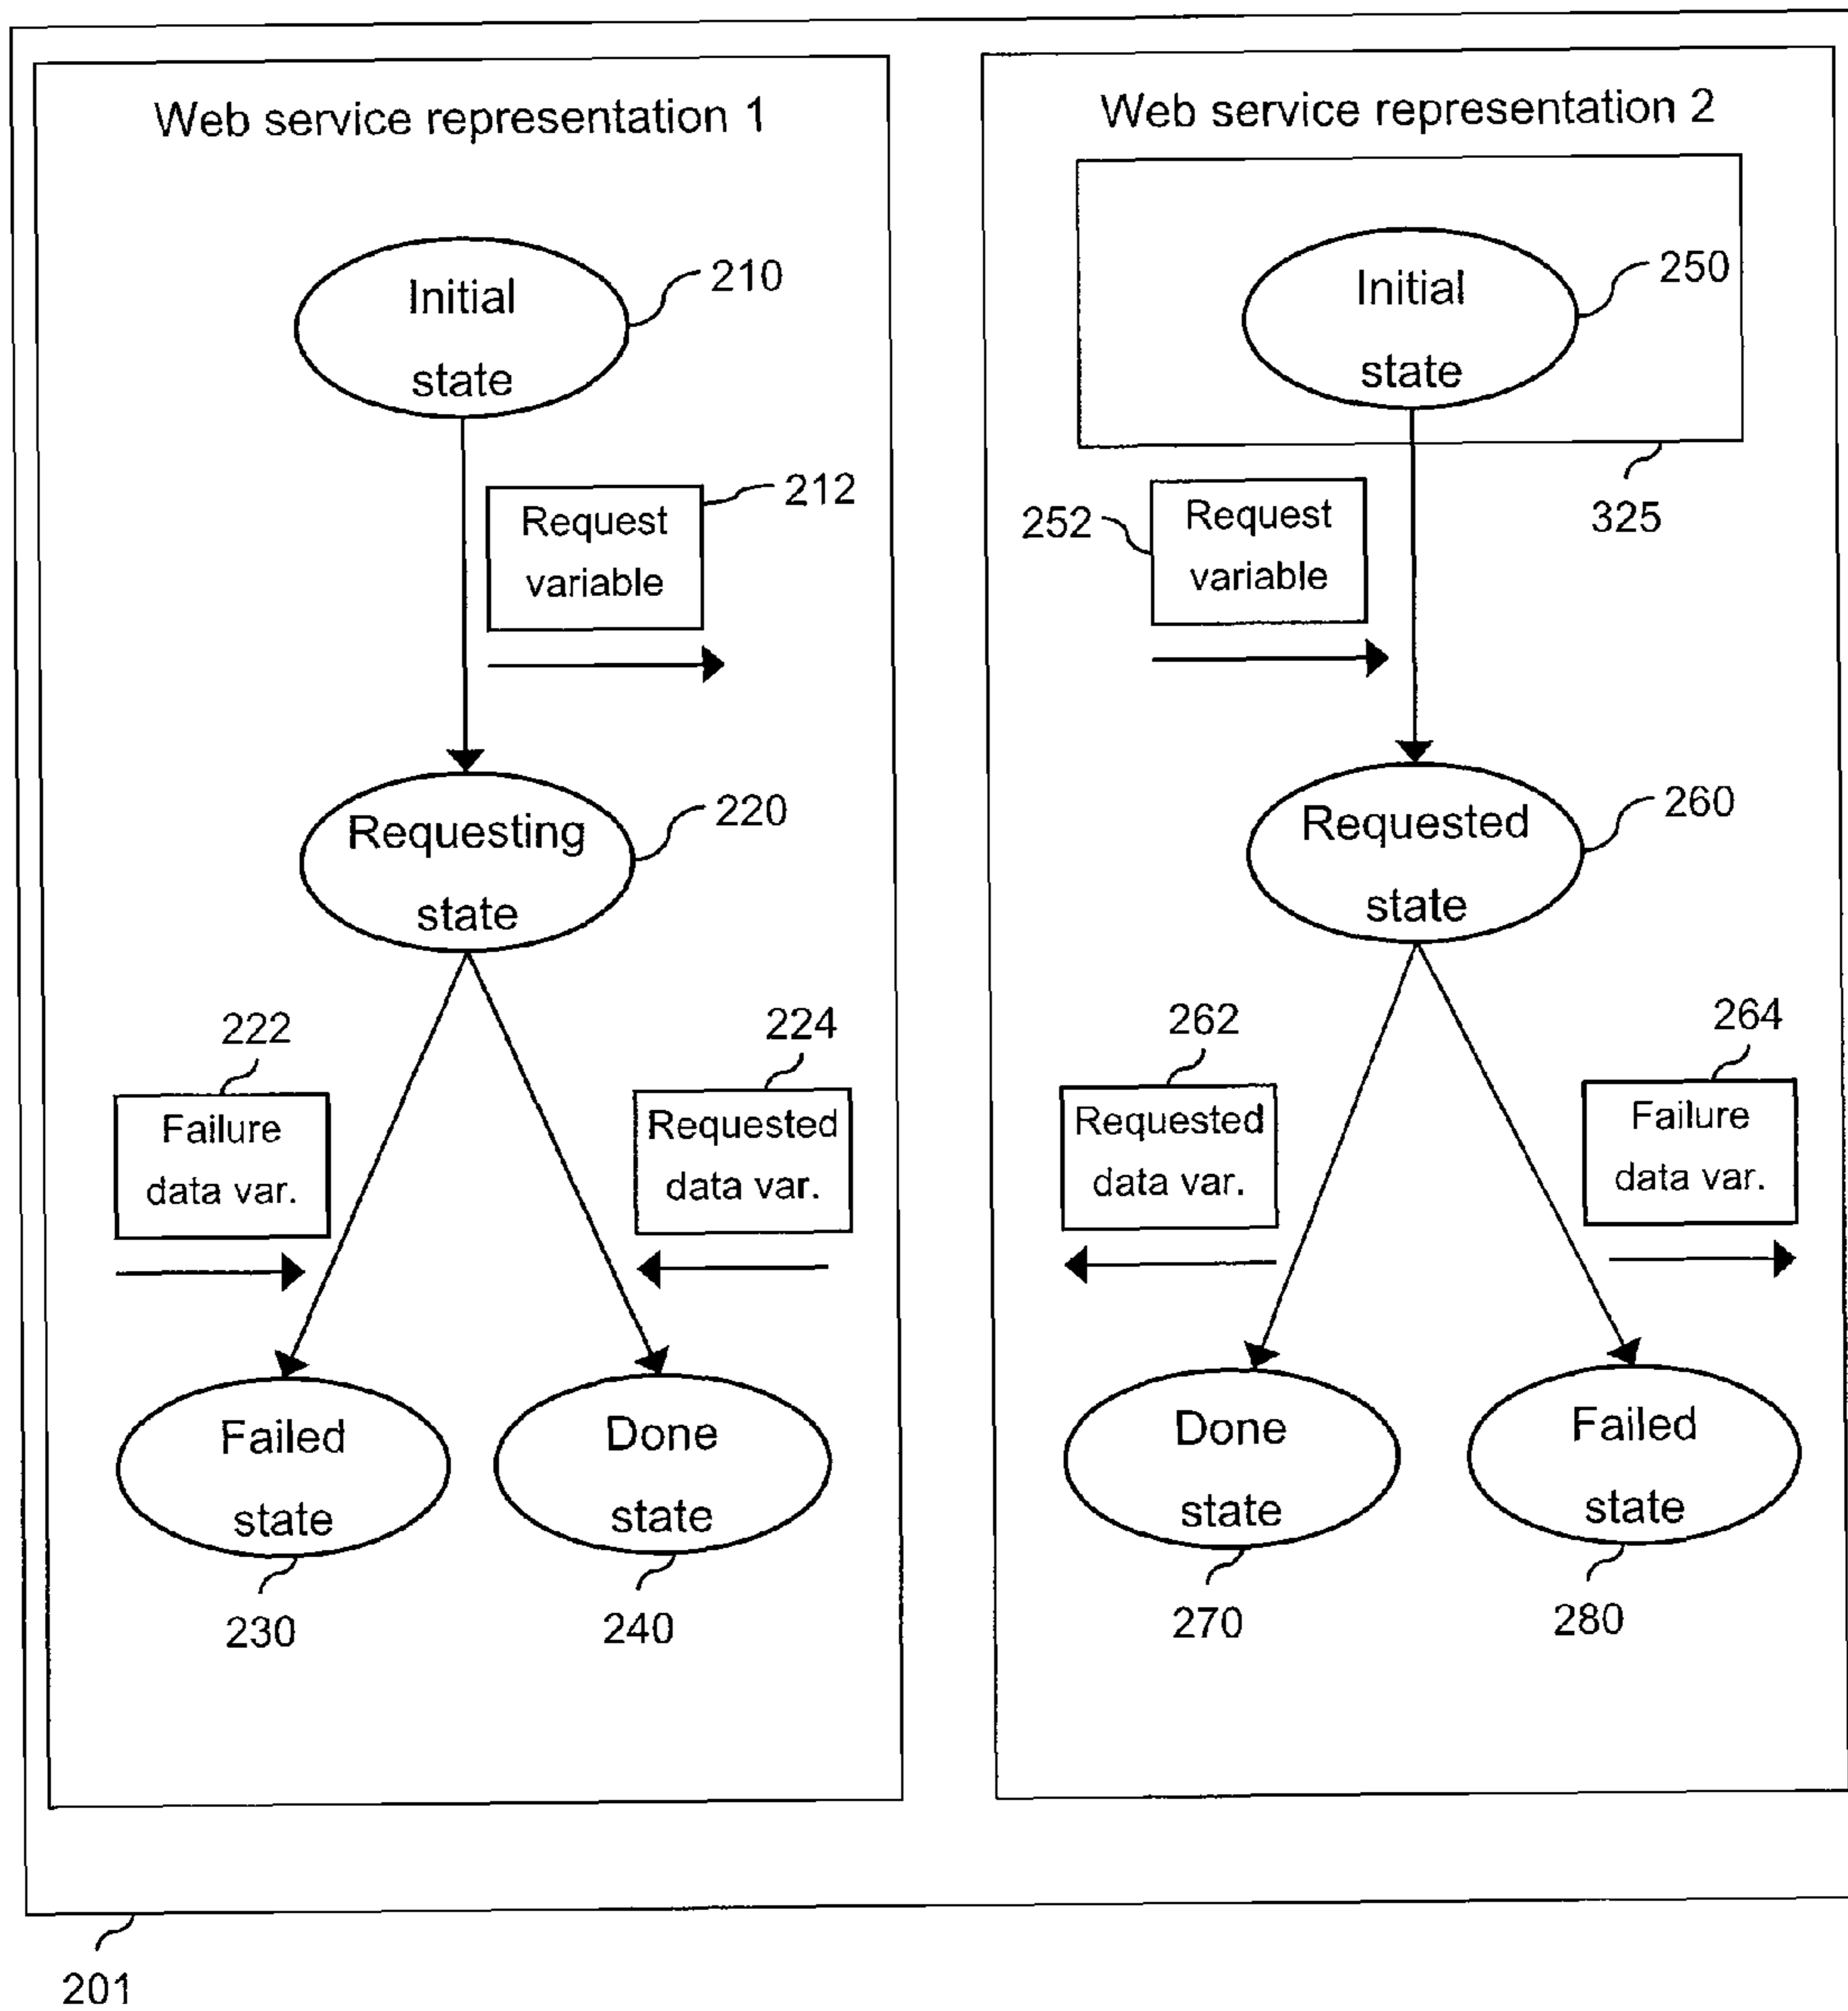 Web service representation 1
Initial
state
210
Request
variable
212
Requesting
state
220
222
Failure
data var.
224
Requested
data var.
Failed
state
230
Done
state
240
Web service representation 2
Initial
state
250
325
252
Request
variable
Requested
state
260
262
Requested
data var.
264
Failure
data var.
Done
state
270
Failed
state
280
201